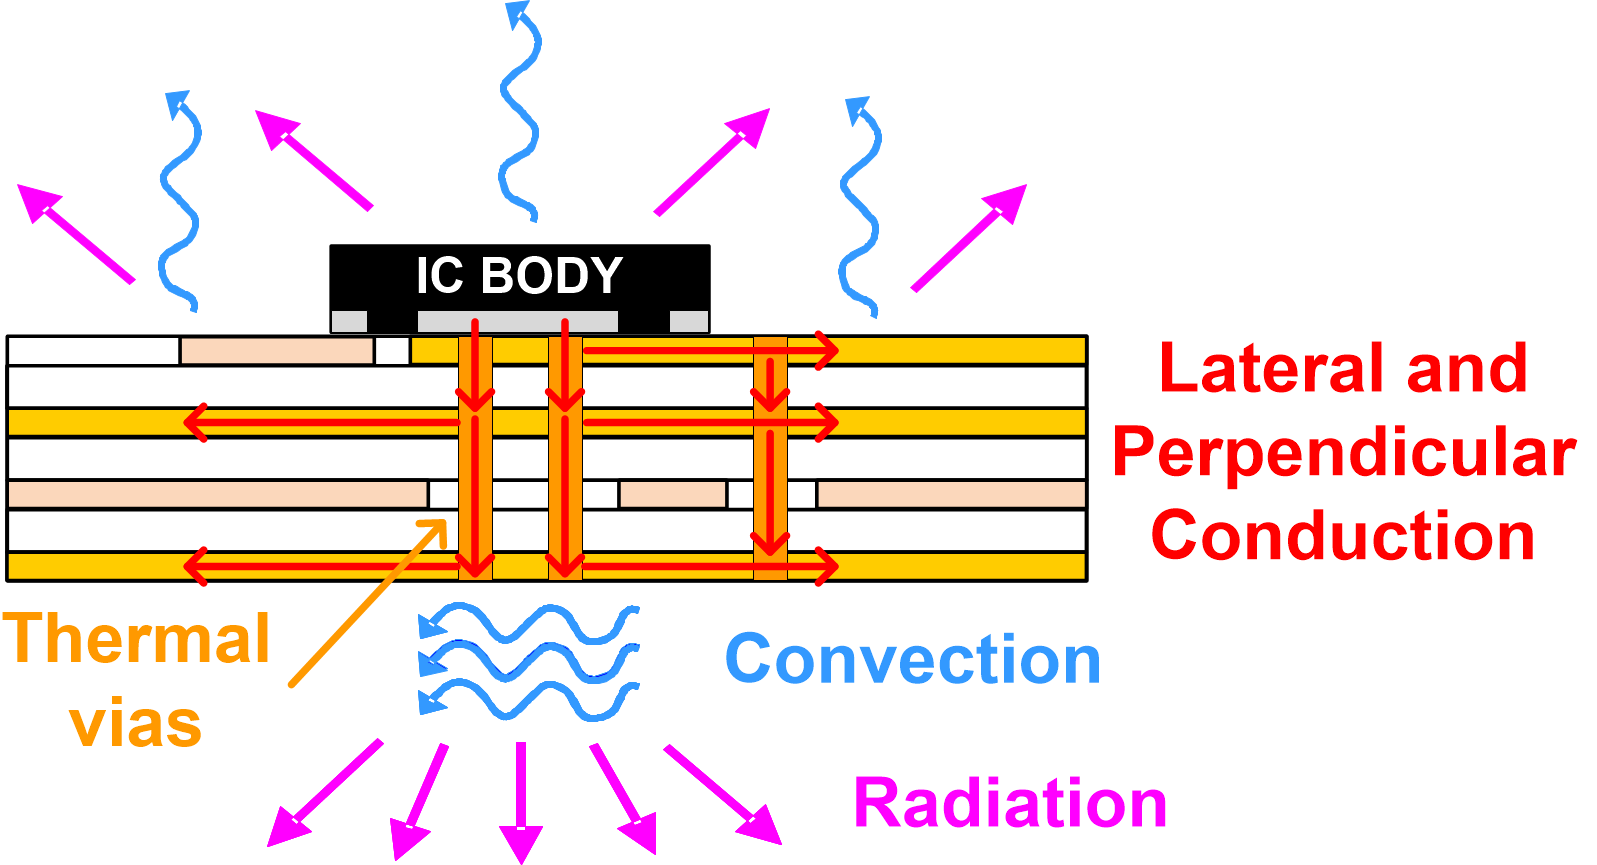 IC BODY
Lateral and
Perpendicular
Conduction
Thermal
vias
Convection
Radiation